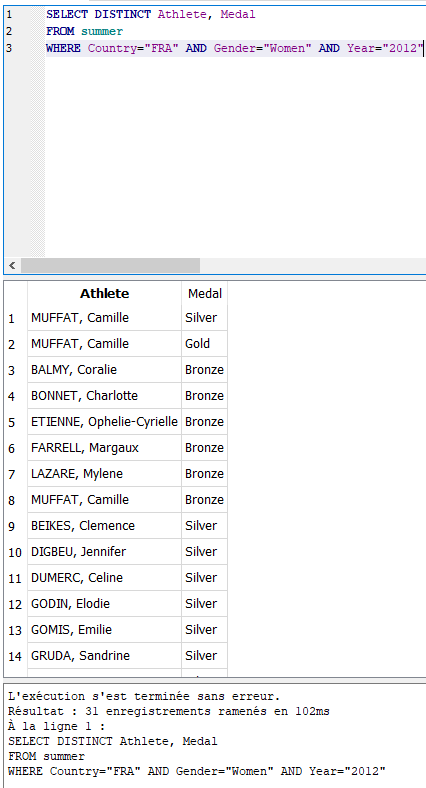 1 SELECT DISTINCT Athlete, Medal
2 FROM summer
3 WHERE Country="FRA" AND Gender="Women" AND Year="2012"
Athlete Medal
1 MUFFAT, Camille Silver
2 MUFFAT, Camille Gold
3 BALMY, Coralie Bronze
4 BONNET, Charlotte Bronze
5 ETIENNE, Ophelie-Cyrielle Bronze
6 FARRELL, Margaux Bronze
7 LAZARE, Mylene Bronze
8 MUFFAT, Camille Bronze
9 BEIKES, Clemence Silver
10 DIGBEU, Jennifer Silver
11 DUMERC, Celine Silver
12 GODIN, Elodie Silver
13 GOMIS, Emilie Silver
14 GRUDA, Sandrine Silver
L'exécution s'est terminée sans erreur.
Résultat : 31 enregistrements ramenés en 102ms
À la ligne 1 :
SELECT DISTINCT Athlete, Medal
FROM summer
WHERE Country="FRA" AND Gender="Women" AND Year="2012"